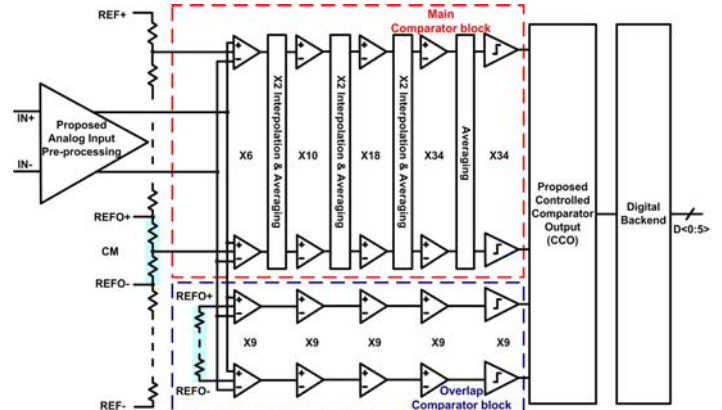 REF+
Main
Comparator block
IN+
IN-
Proposed
Analog Input
Pre-processing
X6
X2 Interpolation & Averaging
X10
X2 Interpolation & Averaging
X18
X2 Interpolation & Averaging
X34
Averaging
X34
Proposed
Controlled
Comparator
Output
(CCO)
Digital
Backend
D<0:5>
REFO+
CM
REFO-
REFO+
X9
X9
X9
X9
X9
REFO-
REF-
Overlap
Comparator block